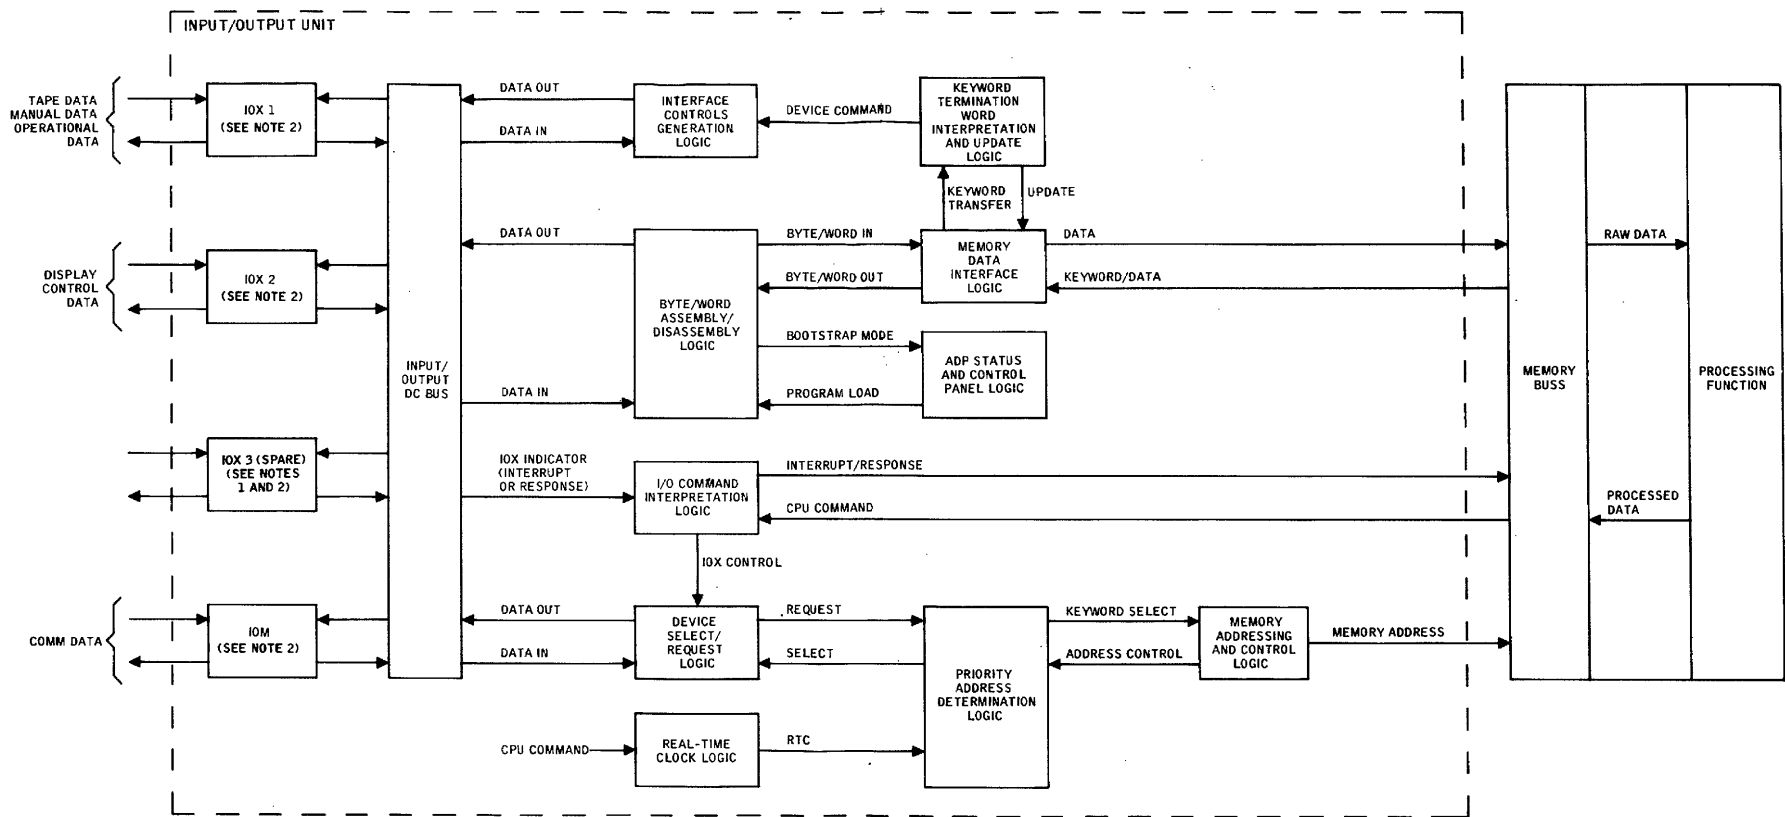 INPUT/OUTPUT UNIT
TAPE DATA
MANUAL DATA
OPERATIONAL
DATA
IOX 1
(SEE NOTE 2)
DATA OUT
DATA IN
INTERFACE
CONTROLS
GENERATION
LOGIC
DEVICE COMMAND
KEYWORD
TERMINATION
WORD
INTERPRETATION
AND UPDATE
LOGIC
KEYWORD
TRANSFER
UPDATE
DISPLAY
CONTROL
DATA
IOX 2
(SEE NOTE 2)
INPUT/
OUTPUT
DC BUS
DATA OUT
DATA IN
BYTE/WORD
ASSEMBLY/
DISASSEMBLY
LOGIC
BYTE/WORD IN
BYTE/WORD OUT
BOOTSTRAP MODE
PROGRAM LOAD
MEMORY
DATA
INTERFACE
LOGIC
DATA
KEYWORD/DATA
ADP STATUS
AND CONTROL
PANEL LOGIC
MEMORY
BUSS
RAW DATA
PROCESSED
DATA
PROCESSING
FUNCTION
IOX 3 (SPARE)
(SEE NOTES
1 AND 2)
IOX INDICATOR
(INTERRUPT
OR RESPONSE)
I/O COMMAND
INTERPRETATION
LOGIC
INTERRUPT/RESPONSE
CPU COMMAND
IOX CONTROL
COMM DATA
IOM
(SEE NOTE 2)
DATA OUT
DATA IN
DEVICE
SELECT/
REQUEST
LOGIC
REQUEST
SELECT
PRIORITY
ADDRESS
DETERMINATION
LOGIC
KEYWORD SELECT
ADDRESS CONTROL
MEMORY
ADDRESSING
AND CONTROL
LOGIC
MEMORY ADDRESS
CPU COMMAND
REAL-TIME
CLOCK LOGIC
RTC